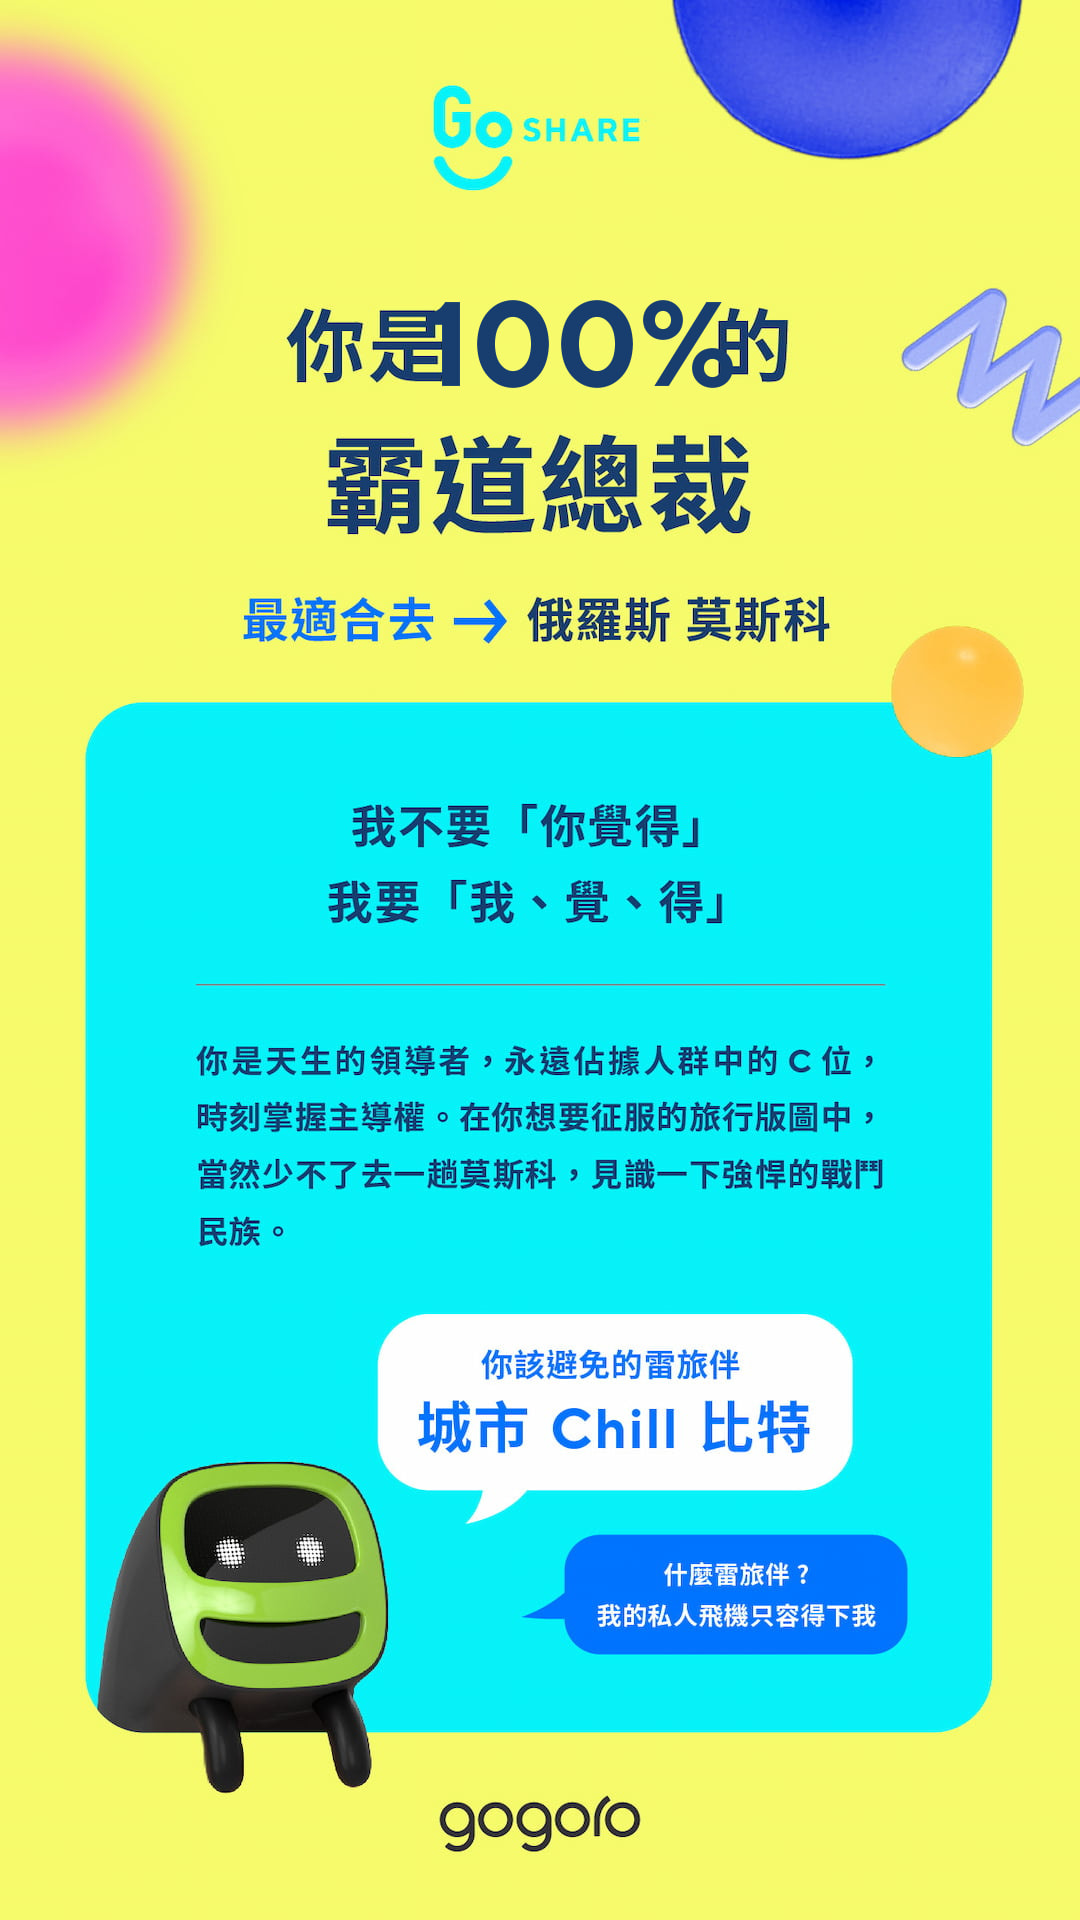 Go SHARE
你是100%的
霸道總裁
最適合去 → 俄羅斯 莫斯科
我不要「你覺得」
我要「我、覺、得」
你是天生的領導者，永遠佔據人群中的 C 位，
時刻掌握主導權。在你想要征服的旅行版圖中，
當然少不了去一趟莫斯科，見識一下強悍的戰鬥
民族。
你該避免的雷旅伴
城市 Chill 比特
什麼雷旅伴？
我的私人飛機只容得下我
gogoro